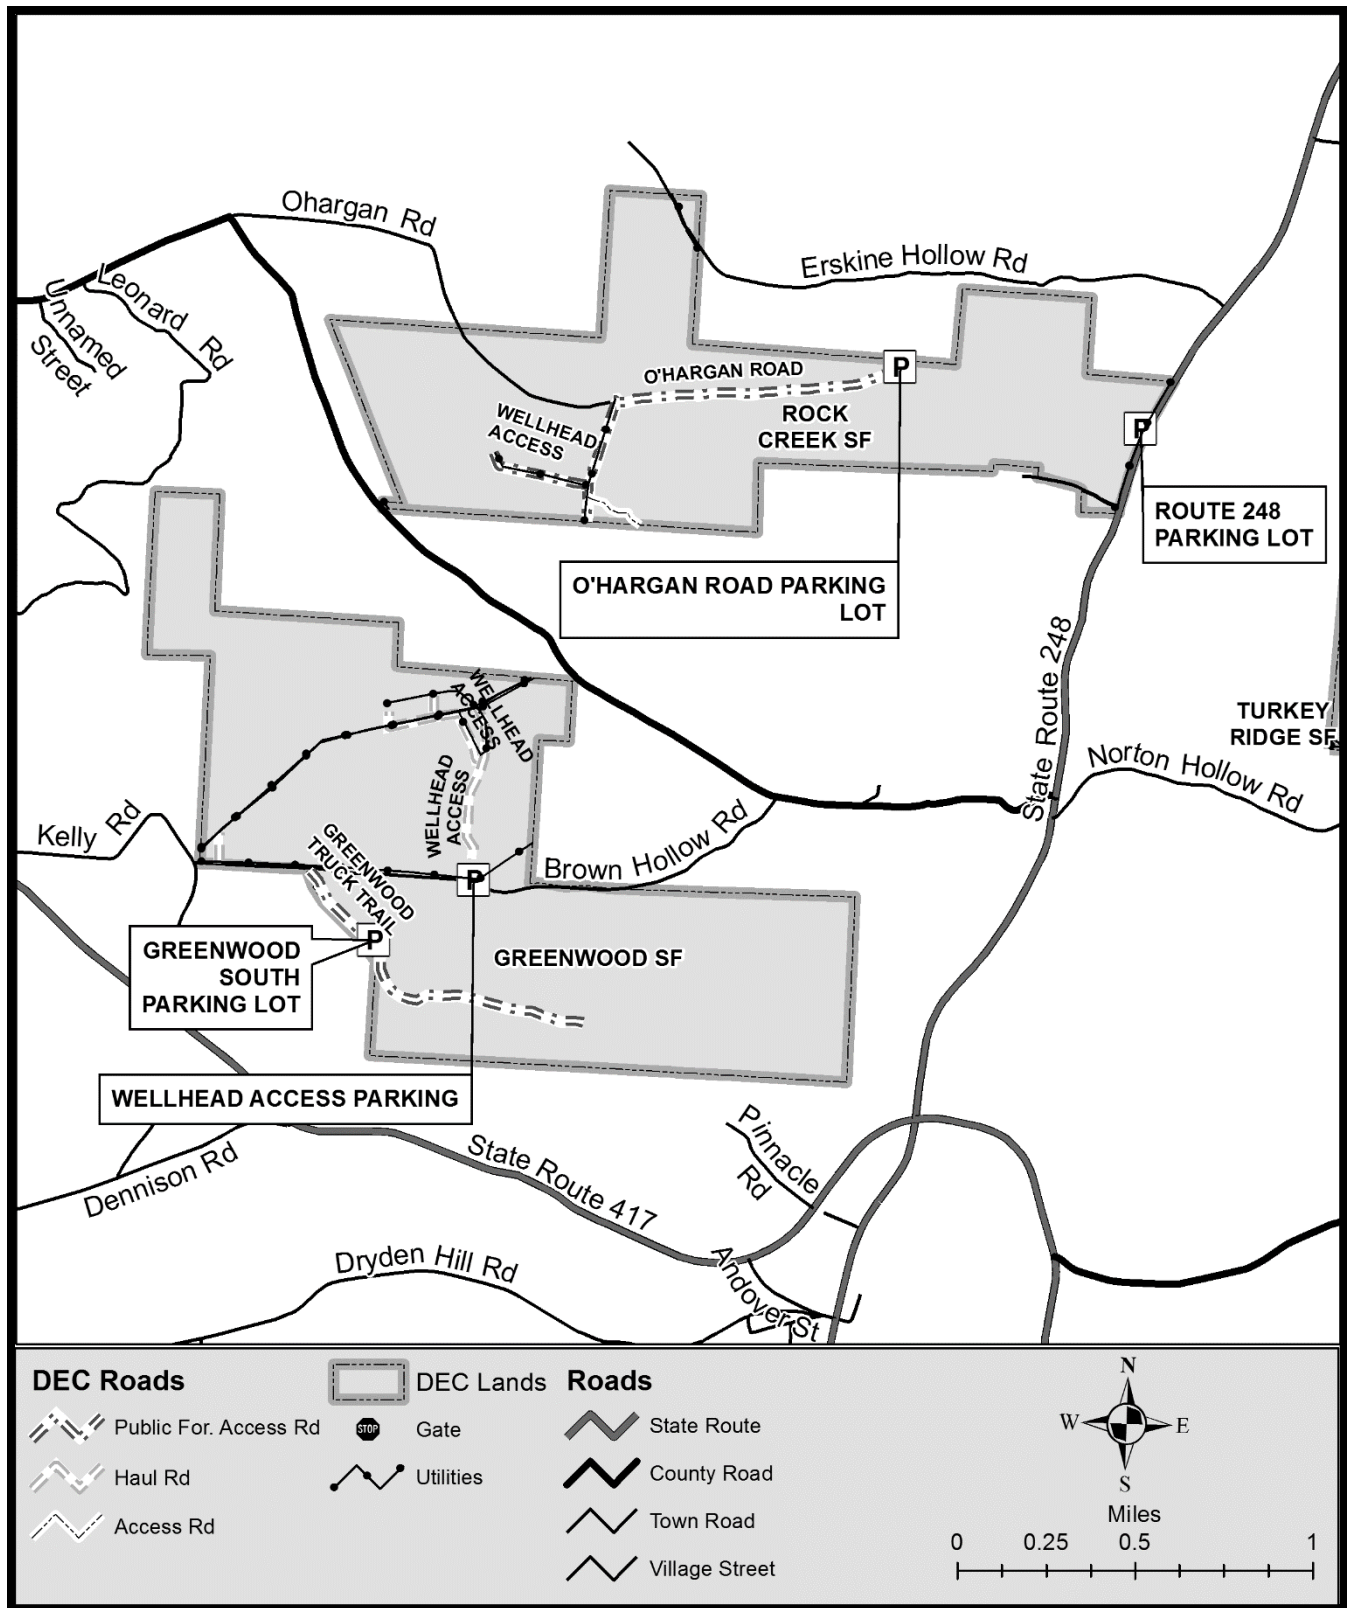 Ohargan Rd
Erskine Hollow Rd
Leonard Rd
Unnamed
Street
O'HARGAN ROAD
WELLHEAD
ACCESS
ROCK
CREEK SF
ROUTE 248
PARKING LOT
O'HARGAN ROAD PARKING
LOT
P
P
State Route 248
TURKEY
RIDGE SF
Norton Hollow Rd
WELLHEAD
ACCESS
WELLHEAD
ACCESS
Kelly Rd
GREENWOOD
TRUCK TRAIL
Brown Hollow Rd
P
P
GREENWOOD
SOUTH
PARKING LOT
GREENWOOD SF
WELLHEAD ACCESS PARKING
Pinnacle
Rd
Dennison Rd
State Route 417
Dryden Hill Rd
Andover St
DEC Roads
Public For. Access Rd
Haul Rd
Access Rd
DEC Lands
STOP
Gate
Utilities
Roads
State Route
County Road
Town Road
Village Street
N
W
E
S
Miles
0 0.25 0.5 1